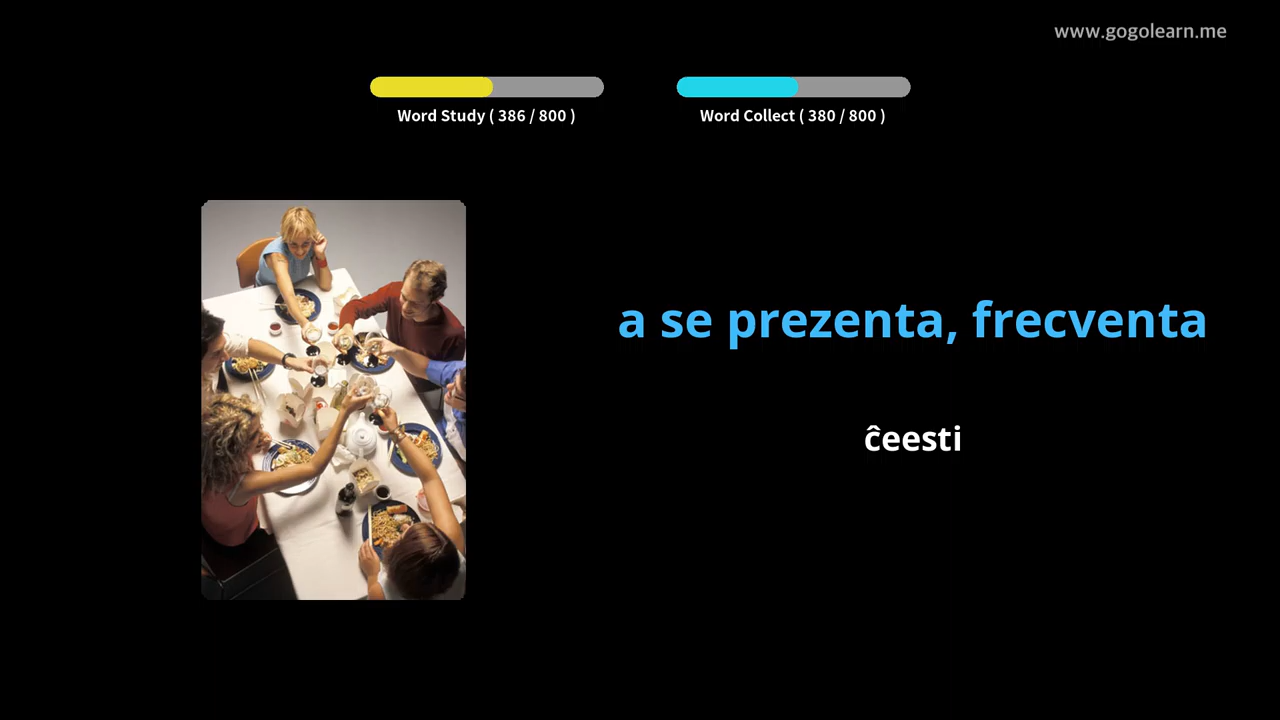 www.gogolearn.me
Word Study ( 386 / 800 )
Word Collect ( 380 / 800 )
a se prezenta, frecventa
ĉeesti